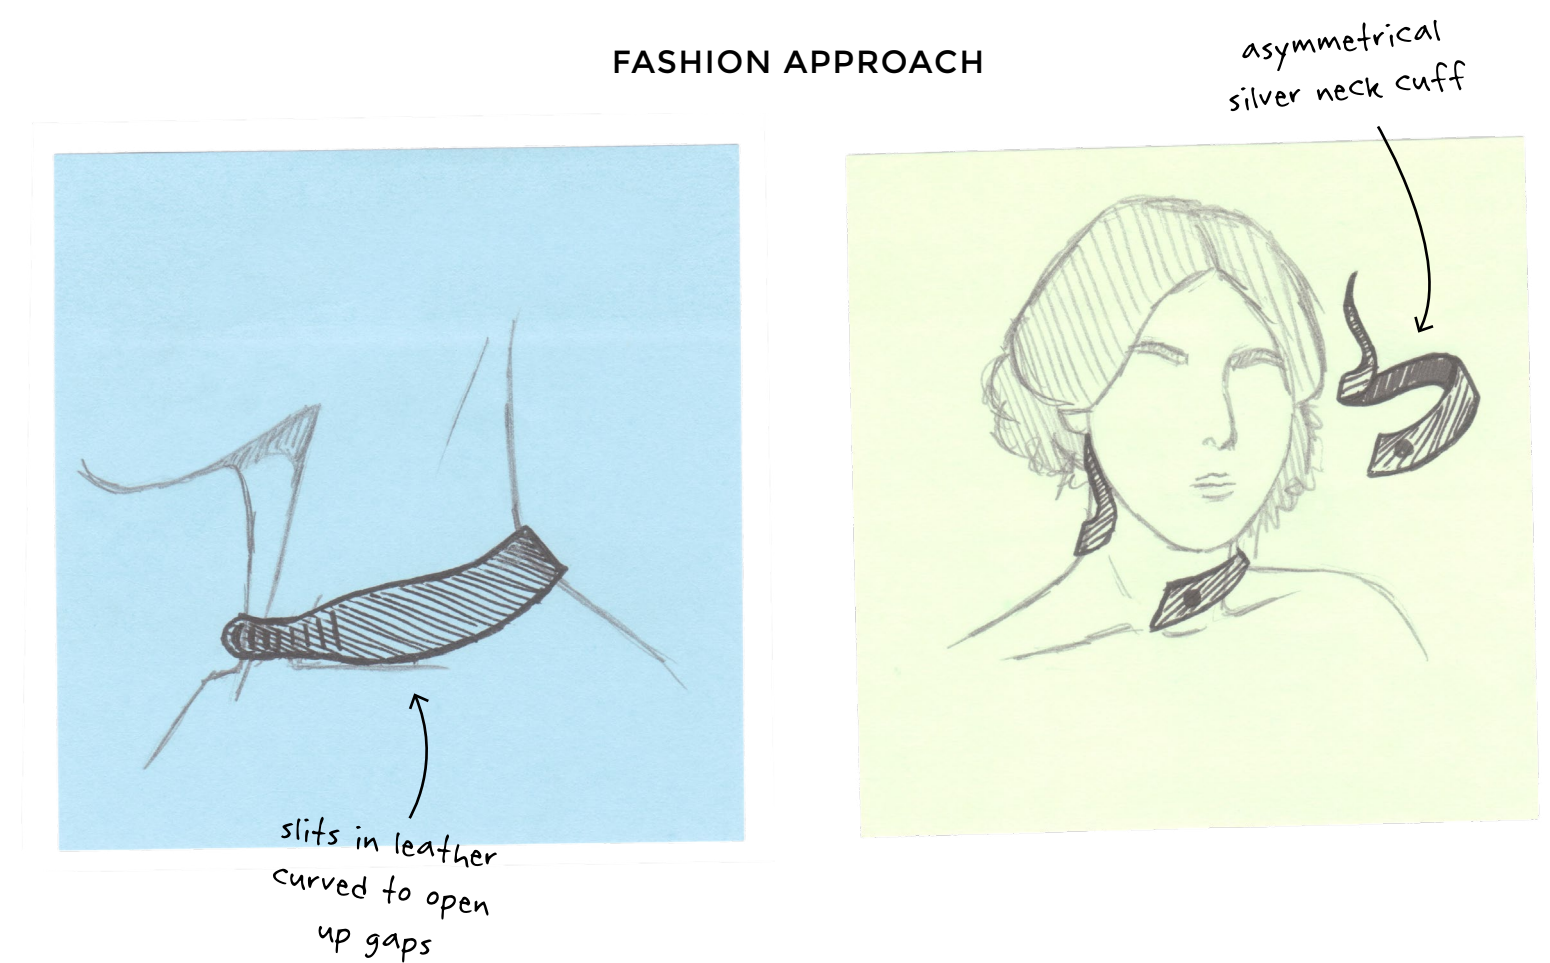 FASHION APPROACH
asymmetrical
silver neck cuff
slits in leather
curved to open
up gaps